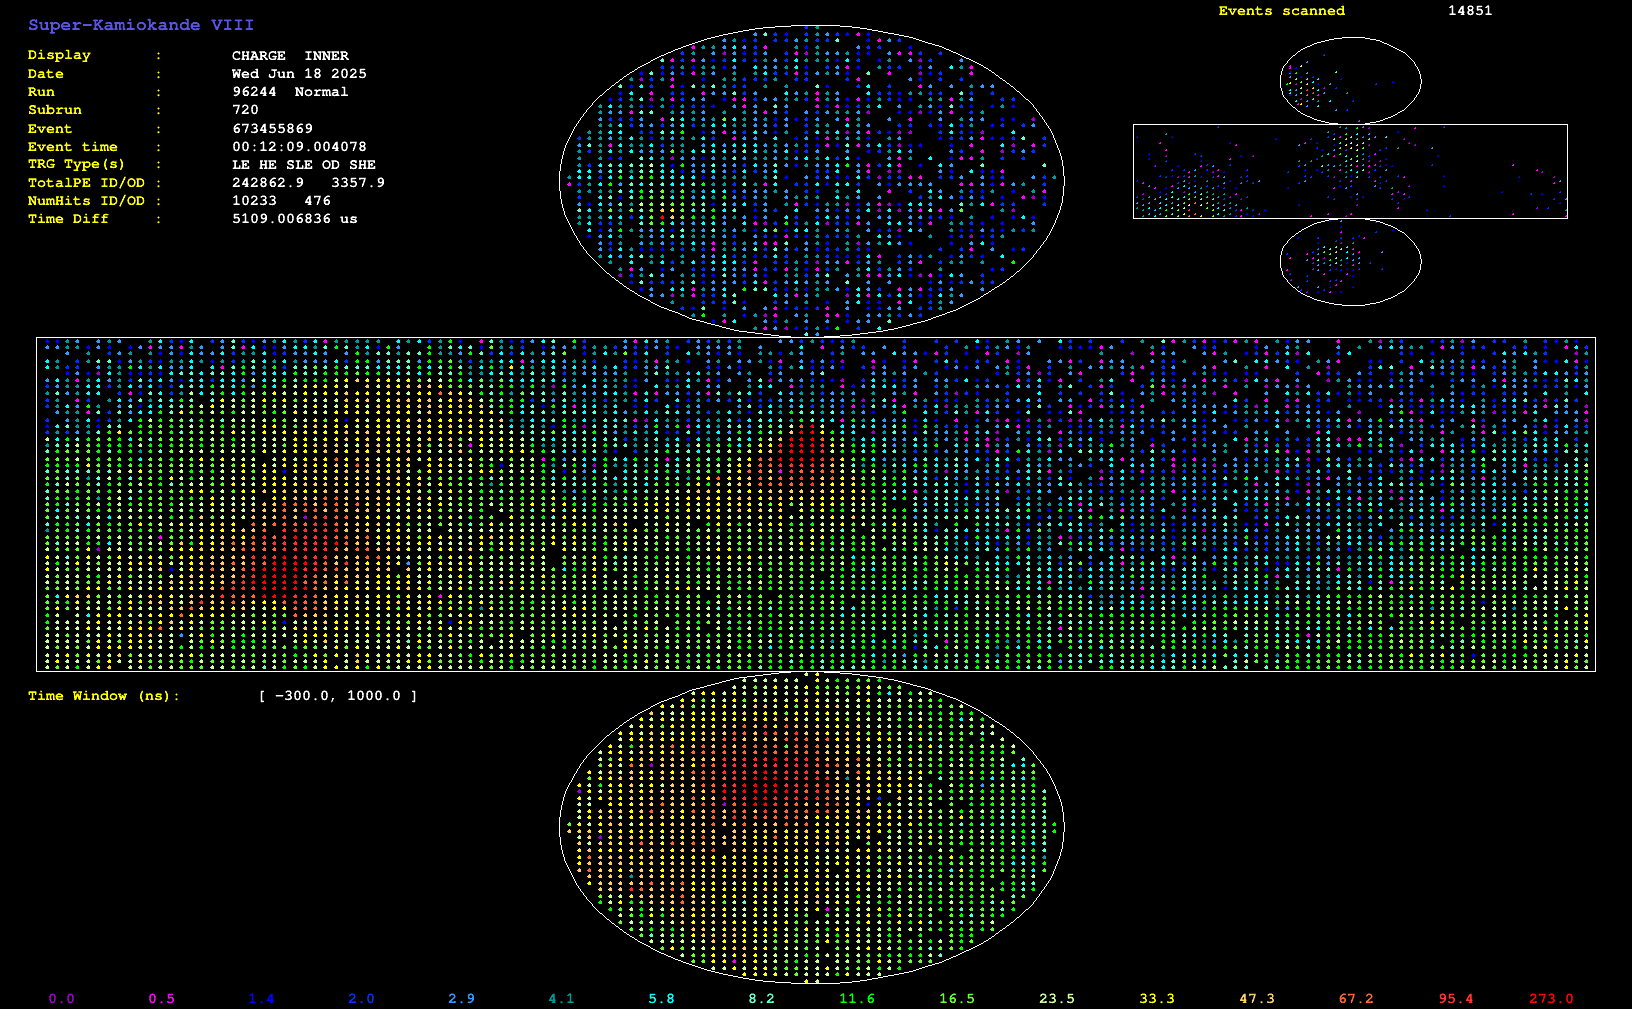 Super-Kamiokande VIII
Events scanned 14851
Display : CHARGE INNER
Date : Wed Jun 18 2025
Run : 96244 Normal
Subrun : 720
Event : 673455869
Event time : 00:12:09.004078
TRG Type(s) : LE HE SLE OD SHE
TotalPE ID/OD : 242862.9 3357.9
NumHits ID/OD : 10233 476
Time Diff : 5109.006836 us
Time Window (ns): [ -300.0, 1000.0 ]
0.0 0.5 1.4 2.0 2.9 4.1 5.8 8.2 11.6 16.5 23.5 33.3 47.3 67.2 95.4 273.0